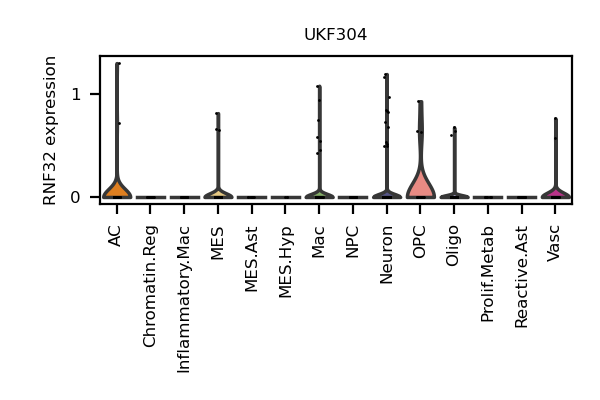 UKF304
RNF32 expression
1
0
AC
Chromatin.Reg
Inflammatory.Mac
MES
MES.Ast
MES.Hyp
Mac
NPC
Neuron
OPC
Oligo
Prolif.Metab
Reactive.Ast
Vasc